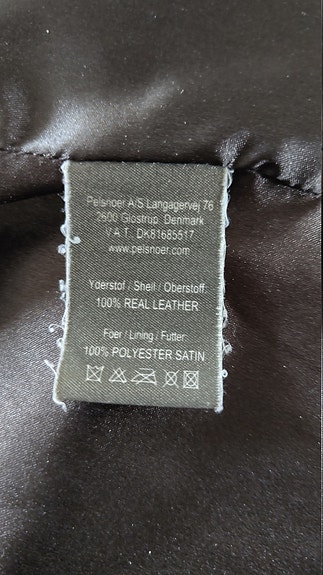 Pelsnoer A/S Langagervej 76
2600 Glostrup, Denmark
V.A.T. DK81685517
www.pelsnoer.com
Yderstof / Shell / Oberstoff:
100% REAL LEATHER
Foer / Lining / Futter:
100% POLYESTER SATIN